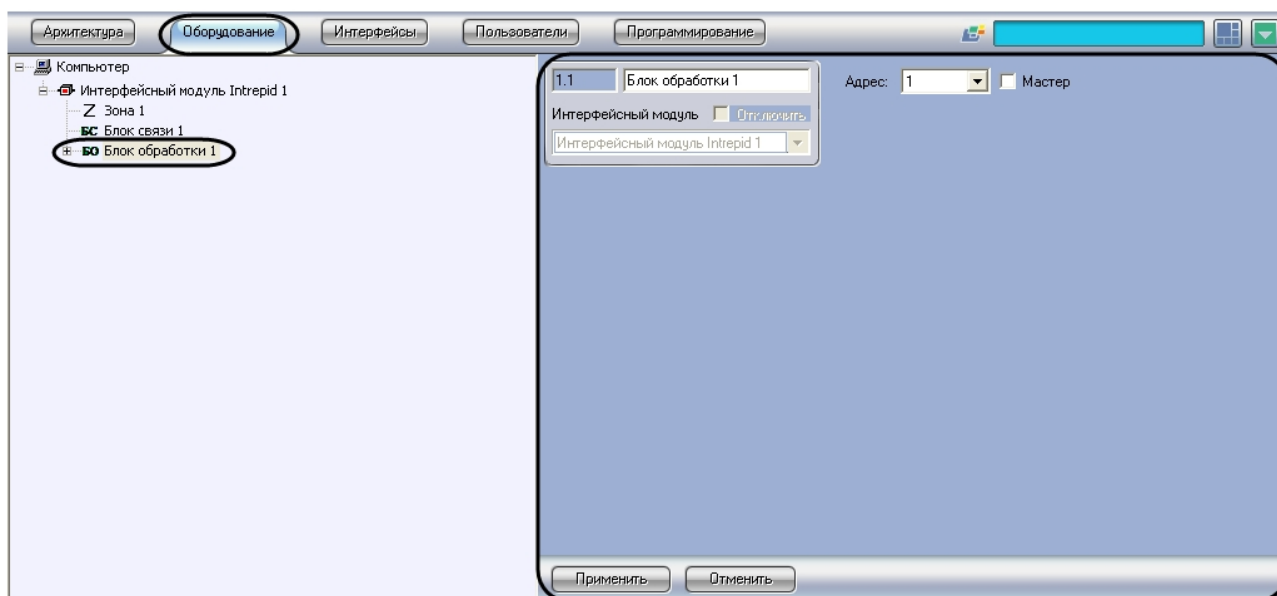 Архитектура Оборудование Интерфейсы Пользователи Программирование
Компьютер
Интерфейсный модуль Intrepid 1
Z Зона 1
БС Блок связи 1
БО Блок обработки 1
1.1 Блок обработки 1 Адрес: 1 Мастер
Интерфейсный модуль Отключить
Интерфейсный модуль Intrepid 1
Применить Отменить